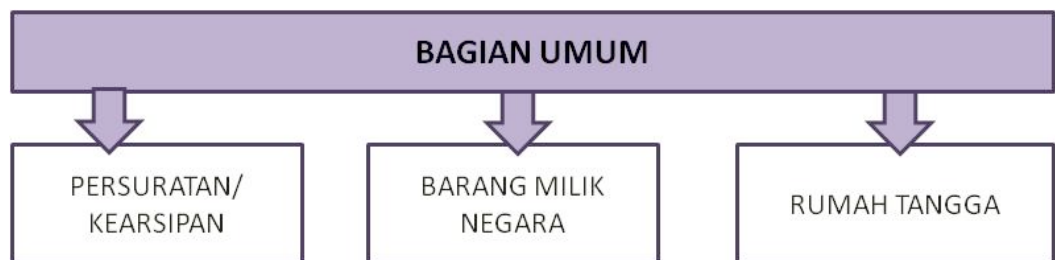 BAGIAN UMUM
PERSURATAN/
KEARSIPAN
BARANG MILIK
NEGARA
RUMAH TANGGA